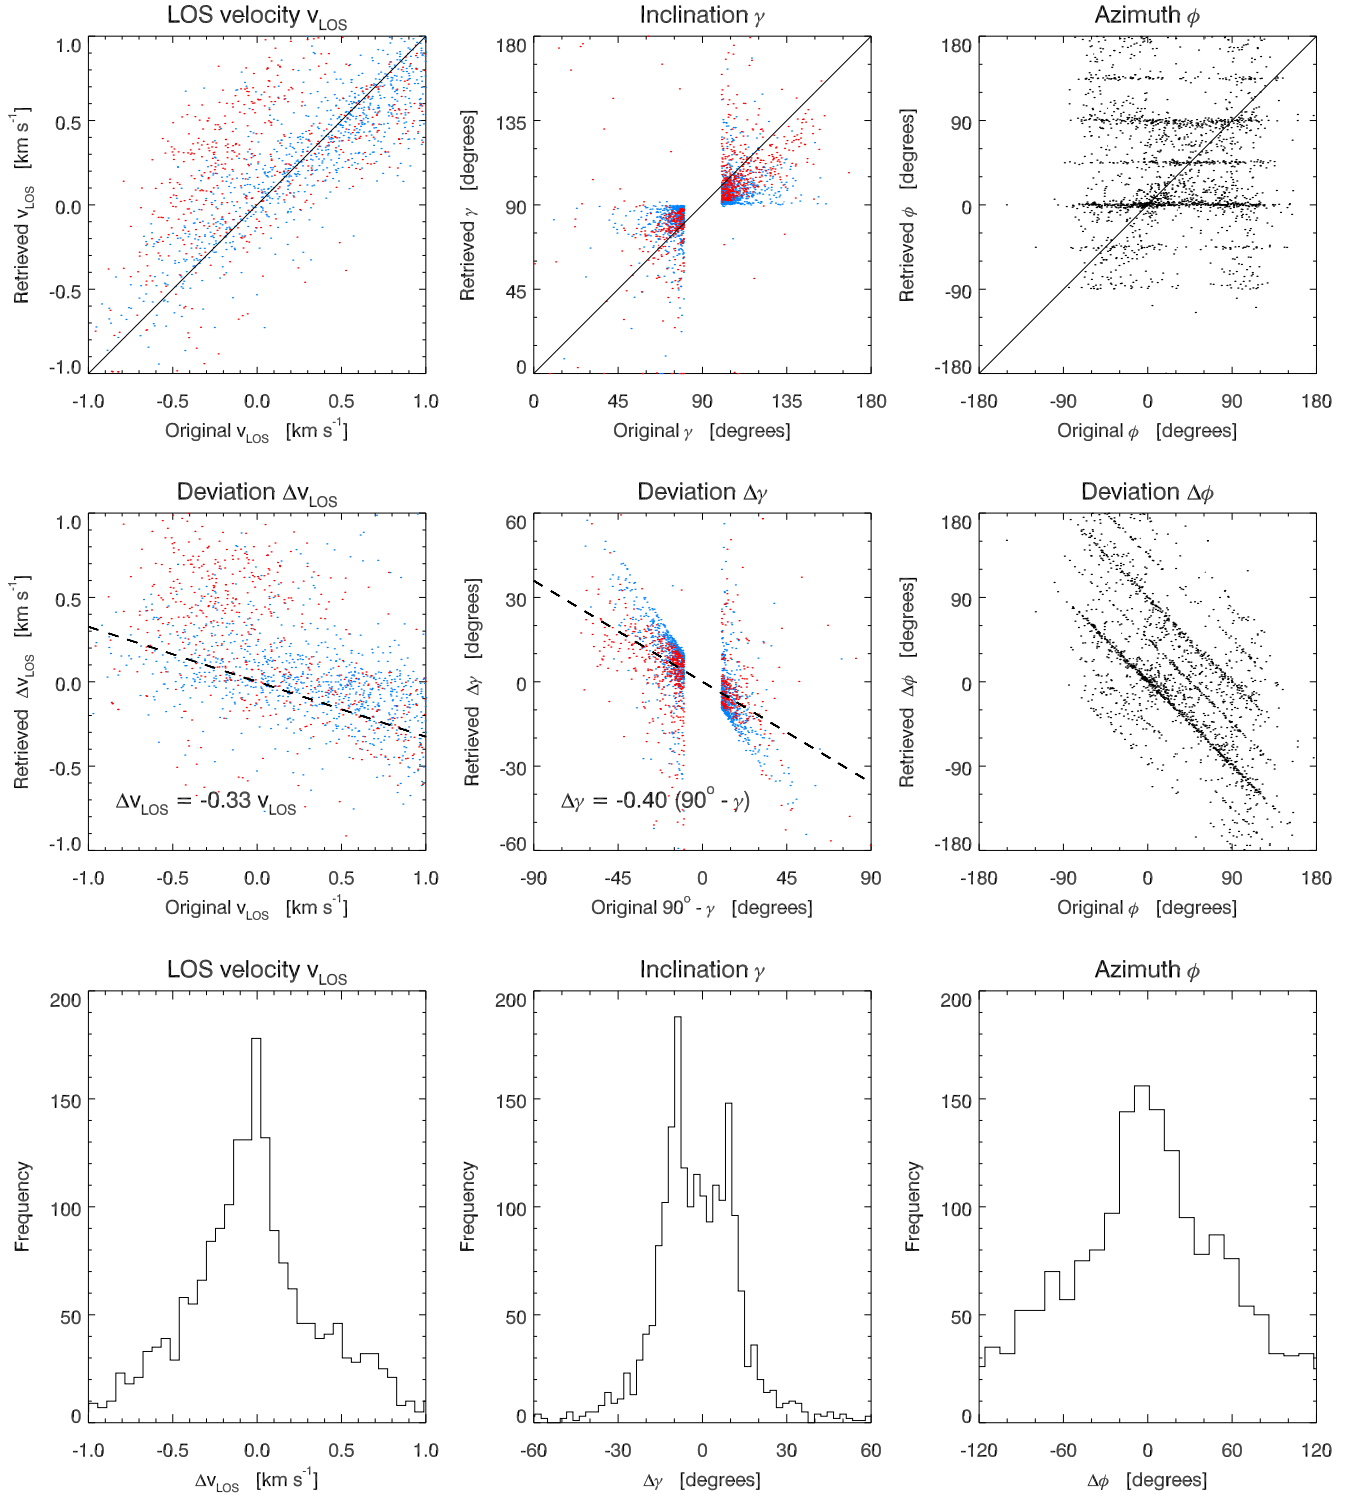 LOS velocity v_LOS
Inclination γ
Azimuth ϕ
1.0
0.5
0.0
-0.5
-1.0
Retrieved v_LOS [km s⁻¹]
-1.0 -0.5 0.0 0.5 1.0
Original v_LOS [km s⁻¹]
180
135
90
45
0
Retrieved γ [degrees]
0 45 90 135 180
Original γ [degrees]
180
90
0
-90
-180
Retrieved ϕ [degrees]
-180 -90 0 90 180
Original ϕ [degrees]
Deviation Δv_LOS
Deviation Δγ
Deviation Δϕ
1.0
0.5
0.0
-0.5
-1.0
Retrieved Δv_LOS [km s⁻¹]
Δv_LOS = -0.33 v_LOS
-1.0 -0.5 0.0 0.5 1.0
Original v_LOS [km s⁻¹]
60
30
0
-30
-60
Retrieved Δγ [degrees]
Δγ = -0.40 (90° - γ)
-90 -45 0 45 90
Original 90° - γ [degrees]
180
90
0
-90
-180
Retrieved Δϕ [degrees]
-180 -90 0 90 180
Original ϕ [degrees]
LOS velocity v_LOS
Inclination γ
Azimuth ϕ
200
150
100
50
0
Frequency
-1.0 -0.5 0.0 0.5 1.0
Δv_LOS [km s⁻¹]
200
150
100
50
0
Frequency
-60 -30 0 30 60
Δγ [degrees]
200
150
100
50
0
Frequency
-120 -60 0 60 120
Δϕ [degrees]